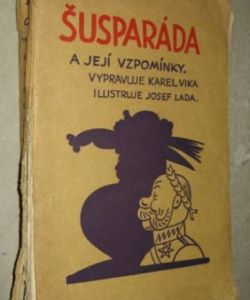 ŠUSPARÁDA
A JEJÍ VZPOMÍNKY.
VYPRAVUJE KAREL VIKA
ILUSTRUJE JOSEF LADA.